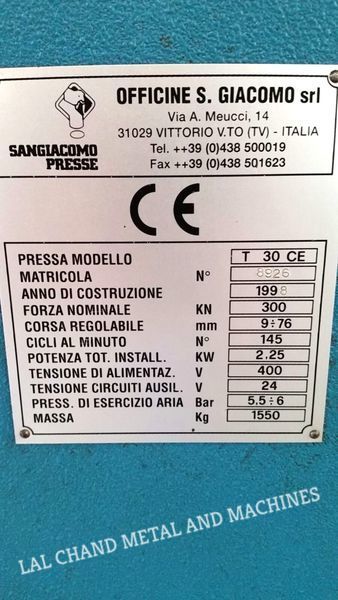 OFFICINE S. GIACOMO srl
Via A. Meucci, 14
31029 VITTORIO V.TO (TV) - ITALIA
Tel. ++39 (0)438 500019
Fax ++39 (0)438 501623
SANGIACOMO
PRESSE
CE
PRESSA MODELLO T 30 CE
MATRICOLA N° 8926
ANNO DI COSTRUZIONE 1998
FORZA NOMINALE KN 300
CORSA REGOLABILE mm 9÷76
CICLI AL MINUTO N° 145
POTENZA TOT. INSTALL. KW 2.25
TENSIONE DI ALIMENTAZ. V 400
TENSIONE CIRCUITI AUSIL. V 24
PRESS. DI ESERCIZIO ARIA Bar 5.5÷6
MASSA Kg 1550
LAL CHAND METAL AND MACHINES